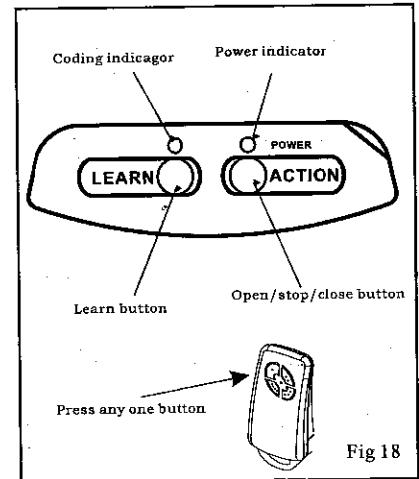 Coding indicagor
Power indicator
POWER
LEARN
ACTION
Learn button
Open/stop/close button
Press any one button
Fig 18